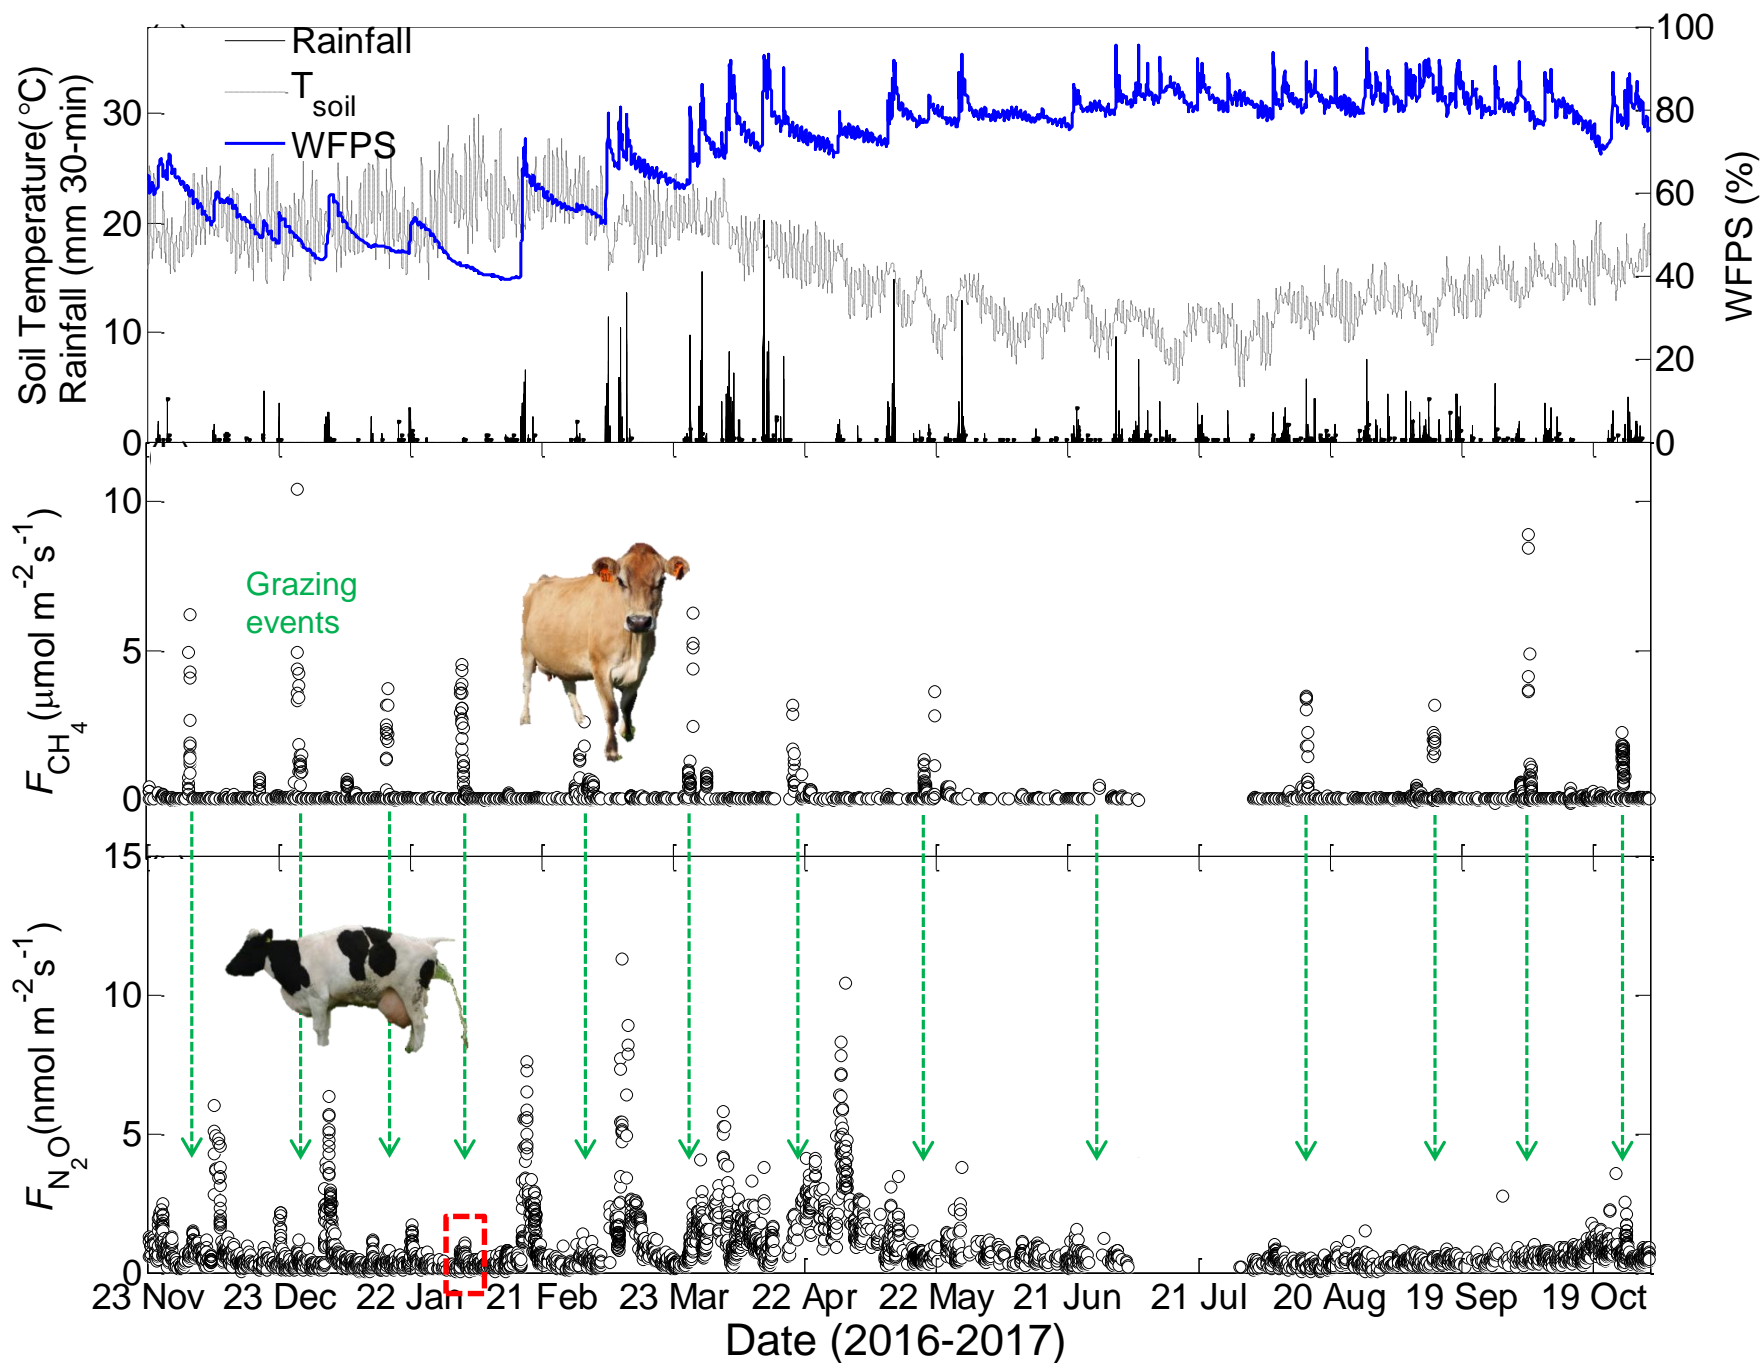 Rainfall
T soil
WFPS
Soil Temperature(°C)
Rainfall (mm 30-min)
30
20
10
0
100
80
60
40
20
0
WFPS (%)
F CH4 (μmol m-2s-1)
10
5
0
Grazing
events
F N2O (nmol m-2s-1)
15
10
5
0
23 Nov 23 Dec 22 Jan 21 Feb 23 Mar 22 Apr 22 May 21 Jun 21 Jul 20 Aug 19 Sep 19 Oct
Date (2016-2017)